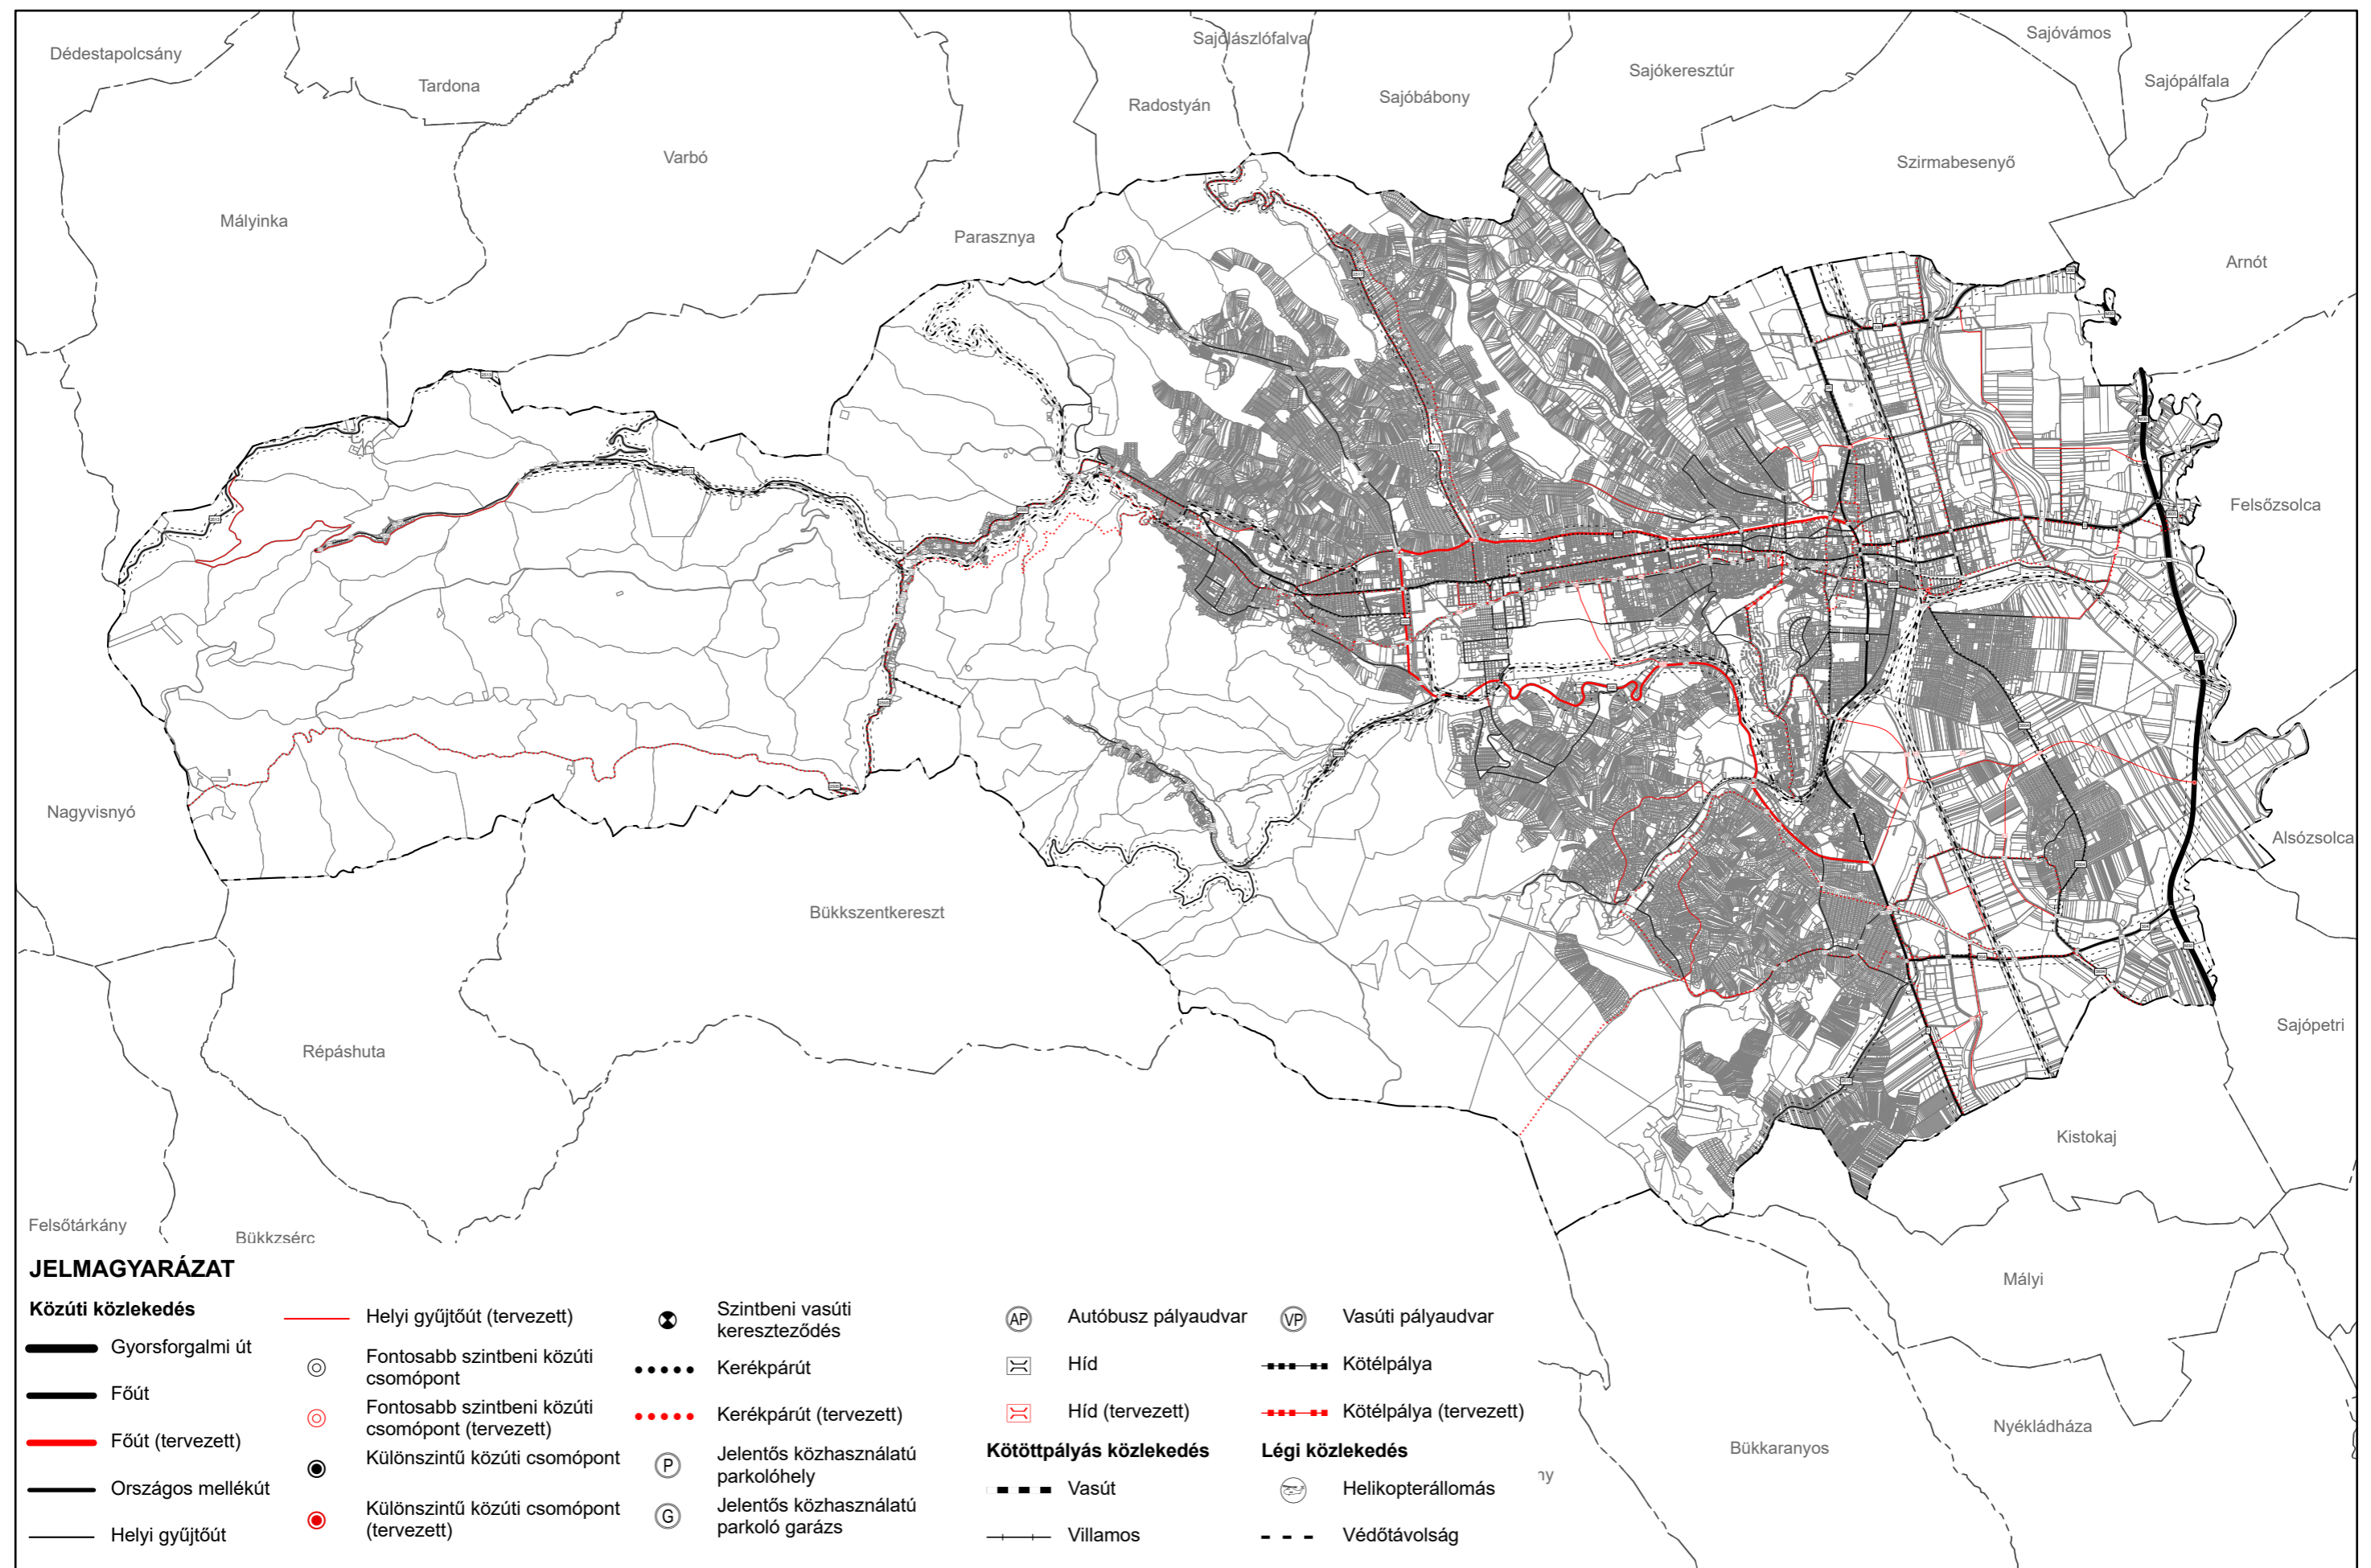 Dédestapolcsány
Tardona
Sajólászlófalva
Sajóvámos
Sajókeresztúr
Sajópálfala
Radostyán
Sajóbábony
Varbó
Szirmabesenyő
Mályinka
Parasznya
Arnót
Felsőzsolca
Nagyvisnyó
Alsózsolca
Bükkszentkereszt
Répáshuta
Sajópetri
Kistokaj
Felsőtárkány
Bükkzsérc
Mályi
Nyékládháza
Bükkaranyos
ny
JELMAGYARÁZAT
Közúti közlekedés
Gyorsforgalmi út
Főút
Főút (tervezett)
Országos mellékút
Helyi gyűjtőút
Helyi gyűjtőút (tervezett)
Fontosabb szintbeni közúti
csomópont
Fontosabb szintbeni közúti
csomópont (tervezett)
Különszintű közúti csomópont
Különszintű közúti csomópont
(tervezett)
Szintbeni vasúti
kereszteződés
Kerékpárút
Kerékpárút (tervezett)
P
Jelentős közhasználatú
parkolóhely
G
Jelentős közhasználatú
parkoló garázs
AP
Autóbusz pályaudvar
Híd
Híd (tervezett)
Kötöttpályás közlekedés
Vasút
Villamos
VP
Vasúti pályaudvar
Kötélpálya
Kötélpálya (tervezett)
Légi közlekedés
Helikopterállomás
Védőtávolság